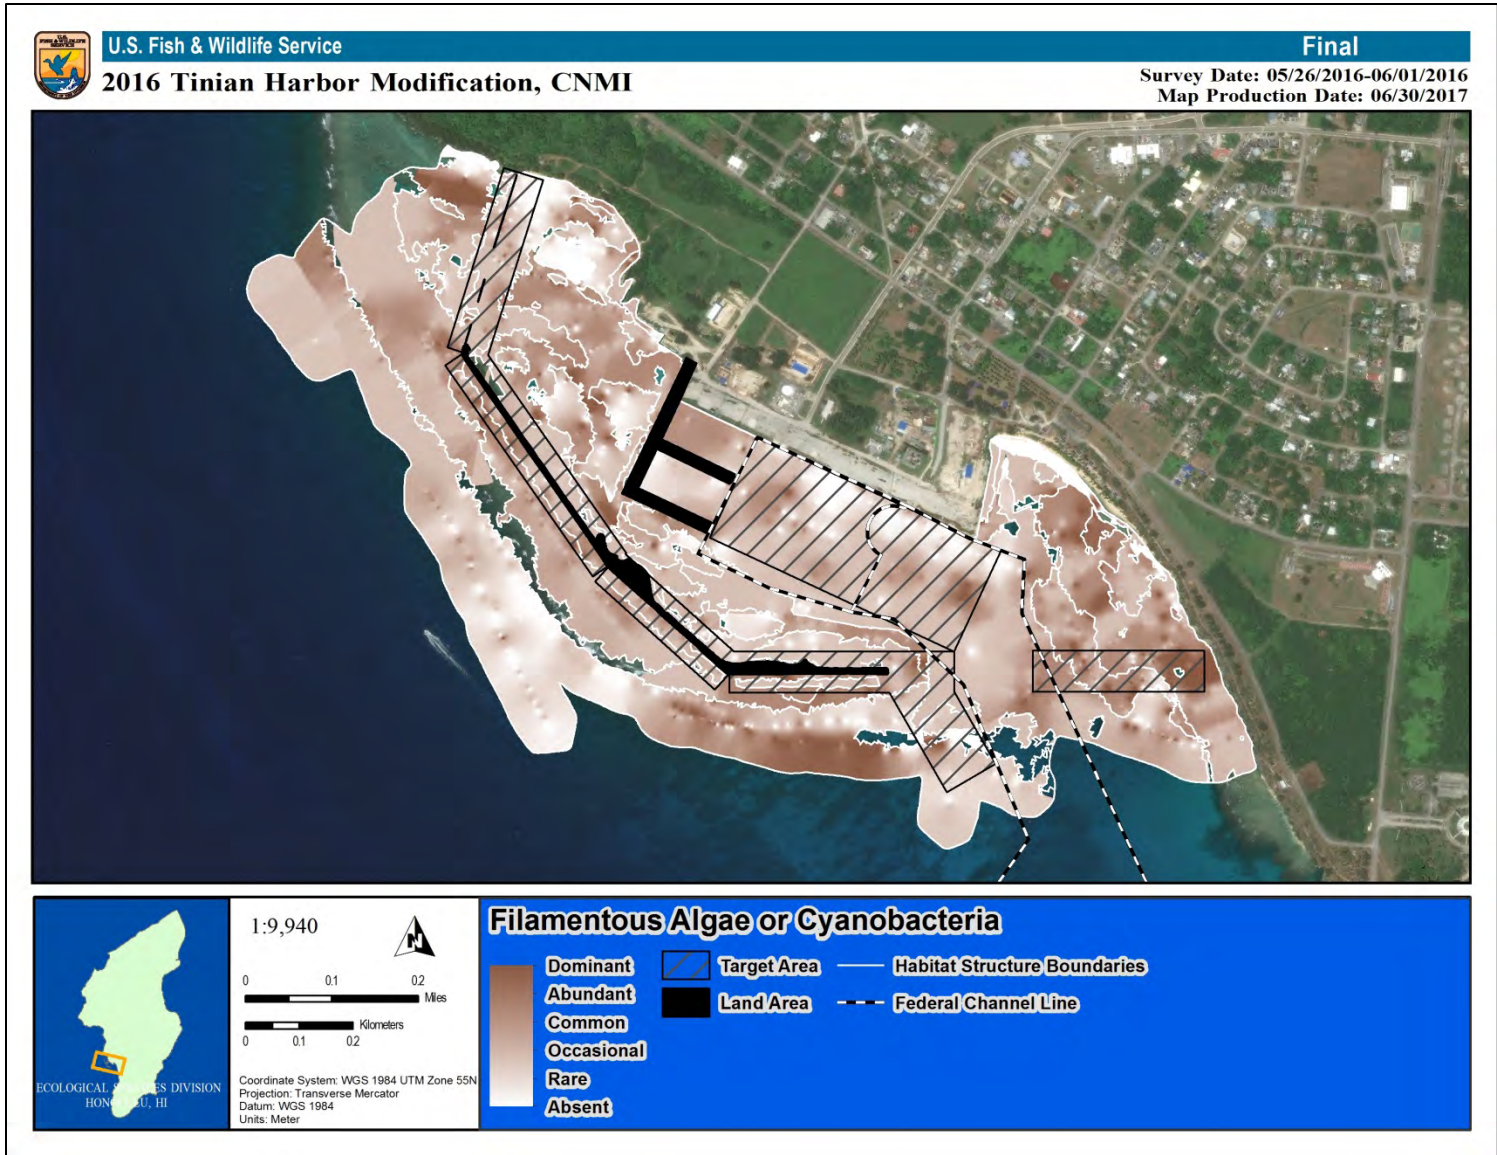 U.S.
FISH & WILDLIFE
SERVICE
U.S. Fish & Wildlife Service
Final
2016 Tinian Harbor Modification, CNMI
Survey Date: 05/26/2016-06/01/2016
Map Production Date: 06/30/2017
ECOLOGICAL
ES DIVISION
HON
U, HI
1:9,940
N
0 0.1 0.2
Miles
Kilometers
0 0.1 0.2
Coordinate System: WGS 1984 UTM Zone 55N
Projection: Transverse Mercator
Datum: WGS 1984
Units: Meter
Filamentous Algae or Cyanobacteria
Dominant
Abundant
Common
Occasional
Rare
Absent
Target Area
Land Area
Habitat Structure Boundaries
Federal Channel Line